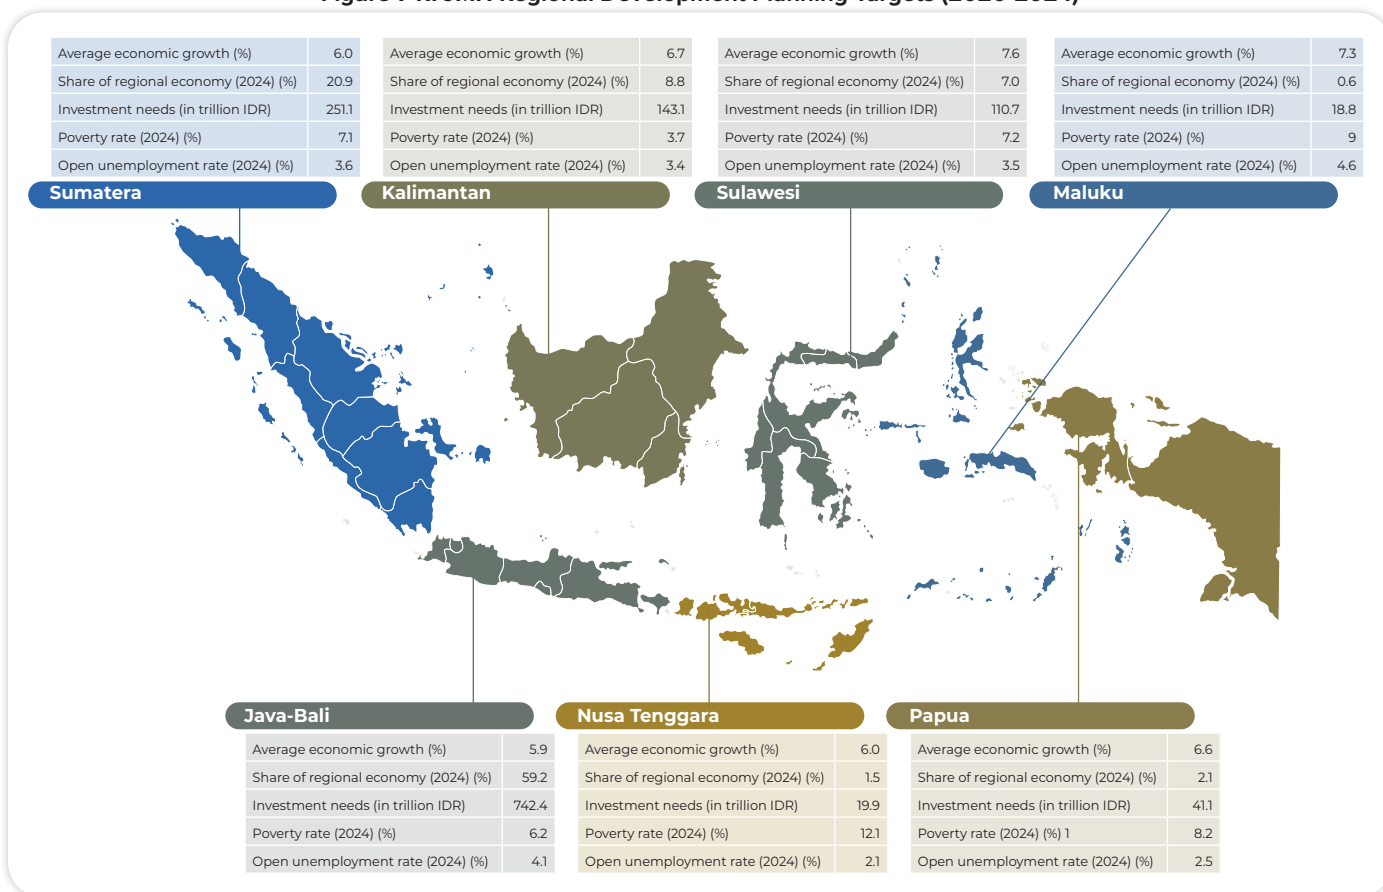 Average economic growth (%) 6.0
Share of regional economy (2024) (%) 20.9
Investment needs (in trillion IDR) 251.1
Poverty rate (2024) (%) 7.1
Open unemployment rate (2024) (%) 3.6
Sumatera
Average economic growth (%) 6.7
Share of regional economy (2024) (%) 8.8
Investment needs (in trillion IDR) 143.1
Poverty rate (2024) (%) 3.7
Open unemployment rate (2024) (%) 3.4
Kalimantan
Average economic growth (%) 7.6
Share of regional economy (2024) (%) 7.0
Investment needs (in trillion IDR) 110.7
Poverty rate (2024) (%) 7.2
Open unemployment rate (2024) (%) 3.5
Sulawesi
Average economic growth (%) 7.3
Share of regional economy (2024) (%) 0.6
Investment needs (in trillion IDR) 18.8
Poverty rate (2024) (%) 9
Open unemployment rate (2024) (%) 4.6
Maluku
Java-Bali
Average economic growth (%) 5.9
Share of regional economy (2024) (%) 59.2
Investment needs (in trillion IDR) 742.4
Poverty rate (2024) (%) 6.2
Open unemployment rate (2024) (%) 4.1
Nusa Tenggara
Average economic growth (%) 6.0
Share of regional economy (2024) (%) 1.5
Investment needs (in trillion IDR) 19.9
Poverty rate (2024) (%) 12.1
Open unemployment rate (2024) (%) 2.1
Papua
Average economic growth (%) 6.6
Share of regional economy (2024) (%) 2.1
Investment needs (in trillion IDR) 41.1
Poverty rate (2024) (%) 1 8.2
Open unemployment rate (2024) (%) 2.5